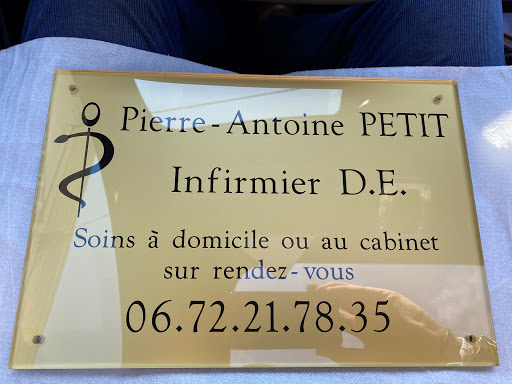 Pierre-Antoine PETIT
Infirmier D.E.
Soins à domicile ou au cabinet
sur rendez-vous
06.72.21.78.35